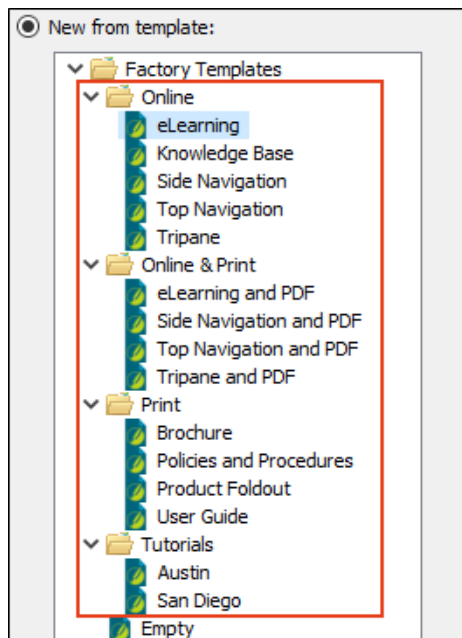 New from template:
Factory Templates
Online
eLearning
Knowledge Base
Side Navigation
Top Navigation
Tripane
Online & Print
eLearning and PDF
Side Navigation and PDF
Top Navigation and PDF
Tripane and PDF
Print
Brochure
Policies and Procedures
Product Foldout
User Guide
Tutorials
Austin
San Diego
Empty